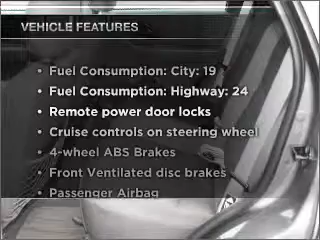 VEHICLE FEATURES
• Fuel Consumption: City: 19
• Fuel Consumption: Highway: 24
• Remote power door locks
• Cruise controls on steering wheel
• 4-wheel ABS Brakes
• Front Ventilated disc brakes
• Passenger Airbag